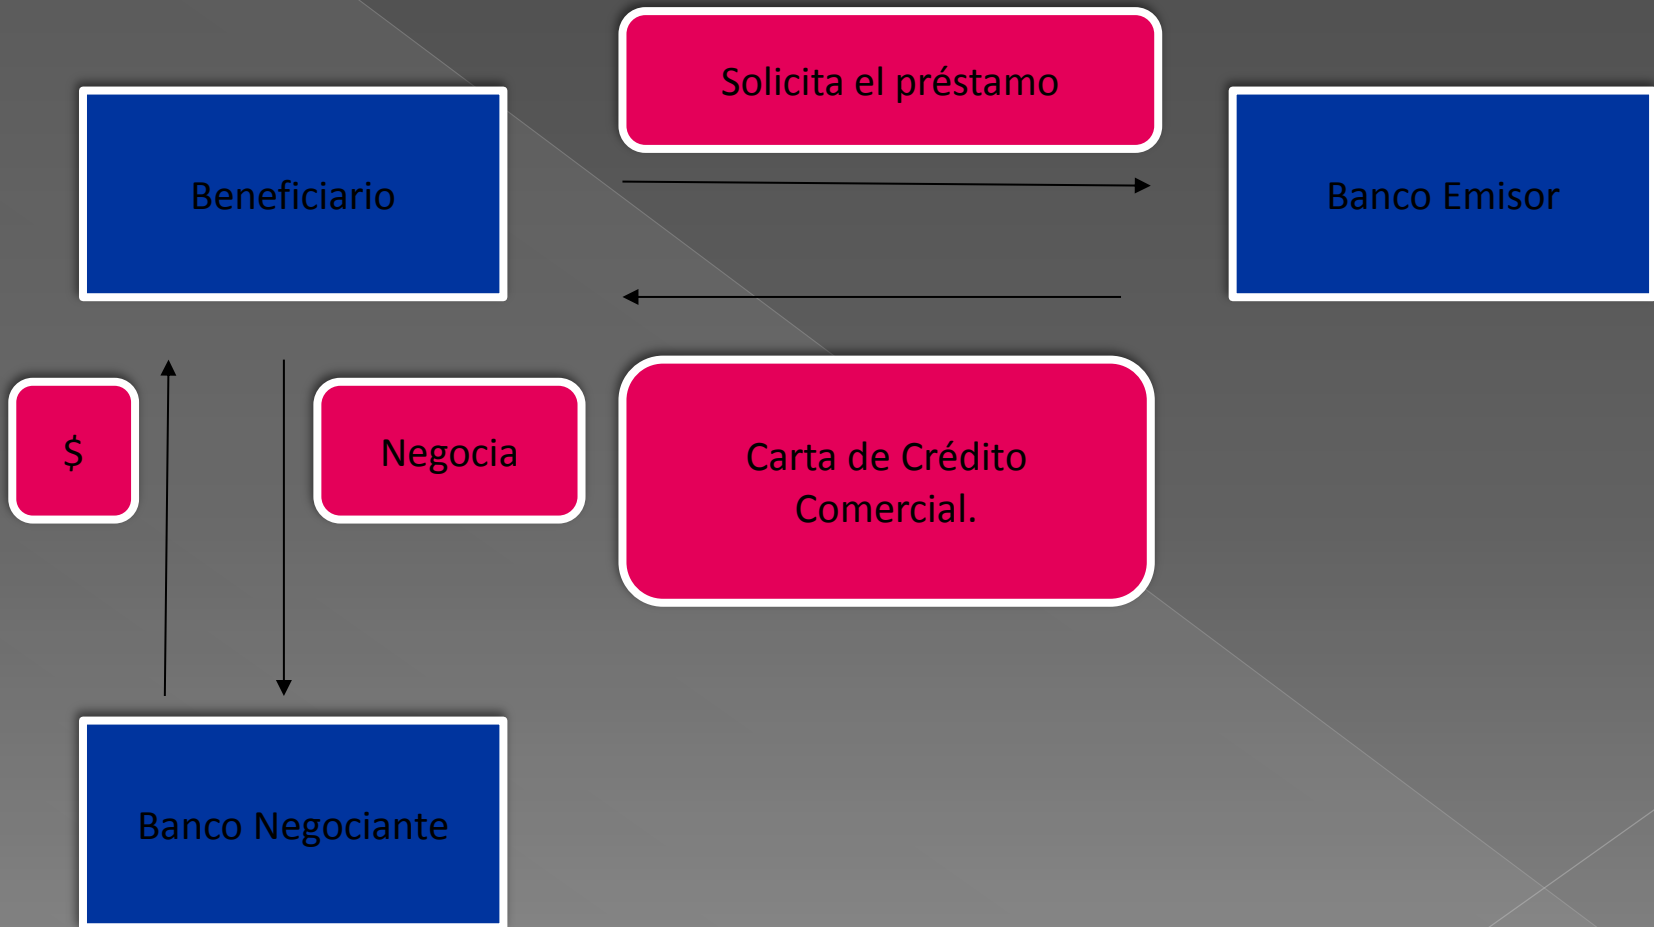 Solicita el préstamo
Beneficiario
Banco Emisor
$
Negocia
Carta de Crédito
Comercial.
Banco Negociante